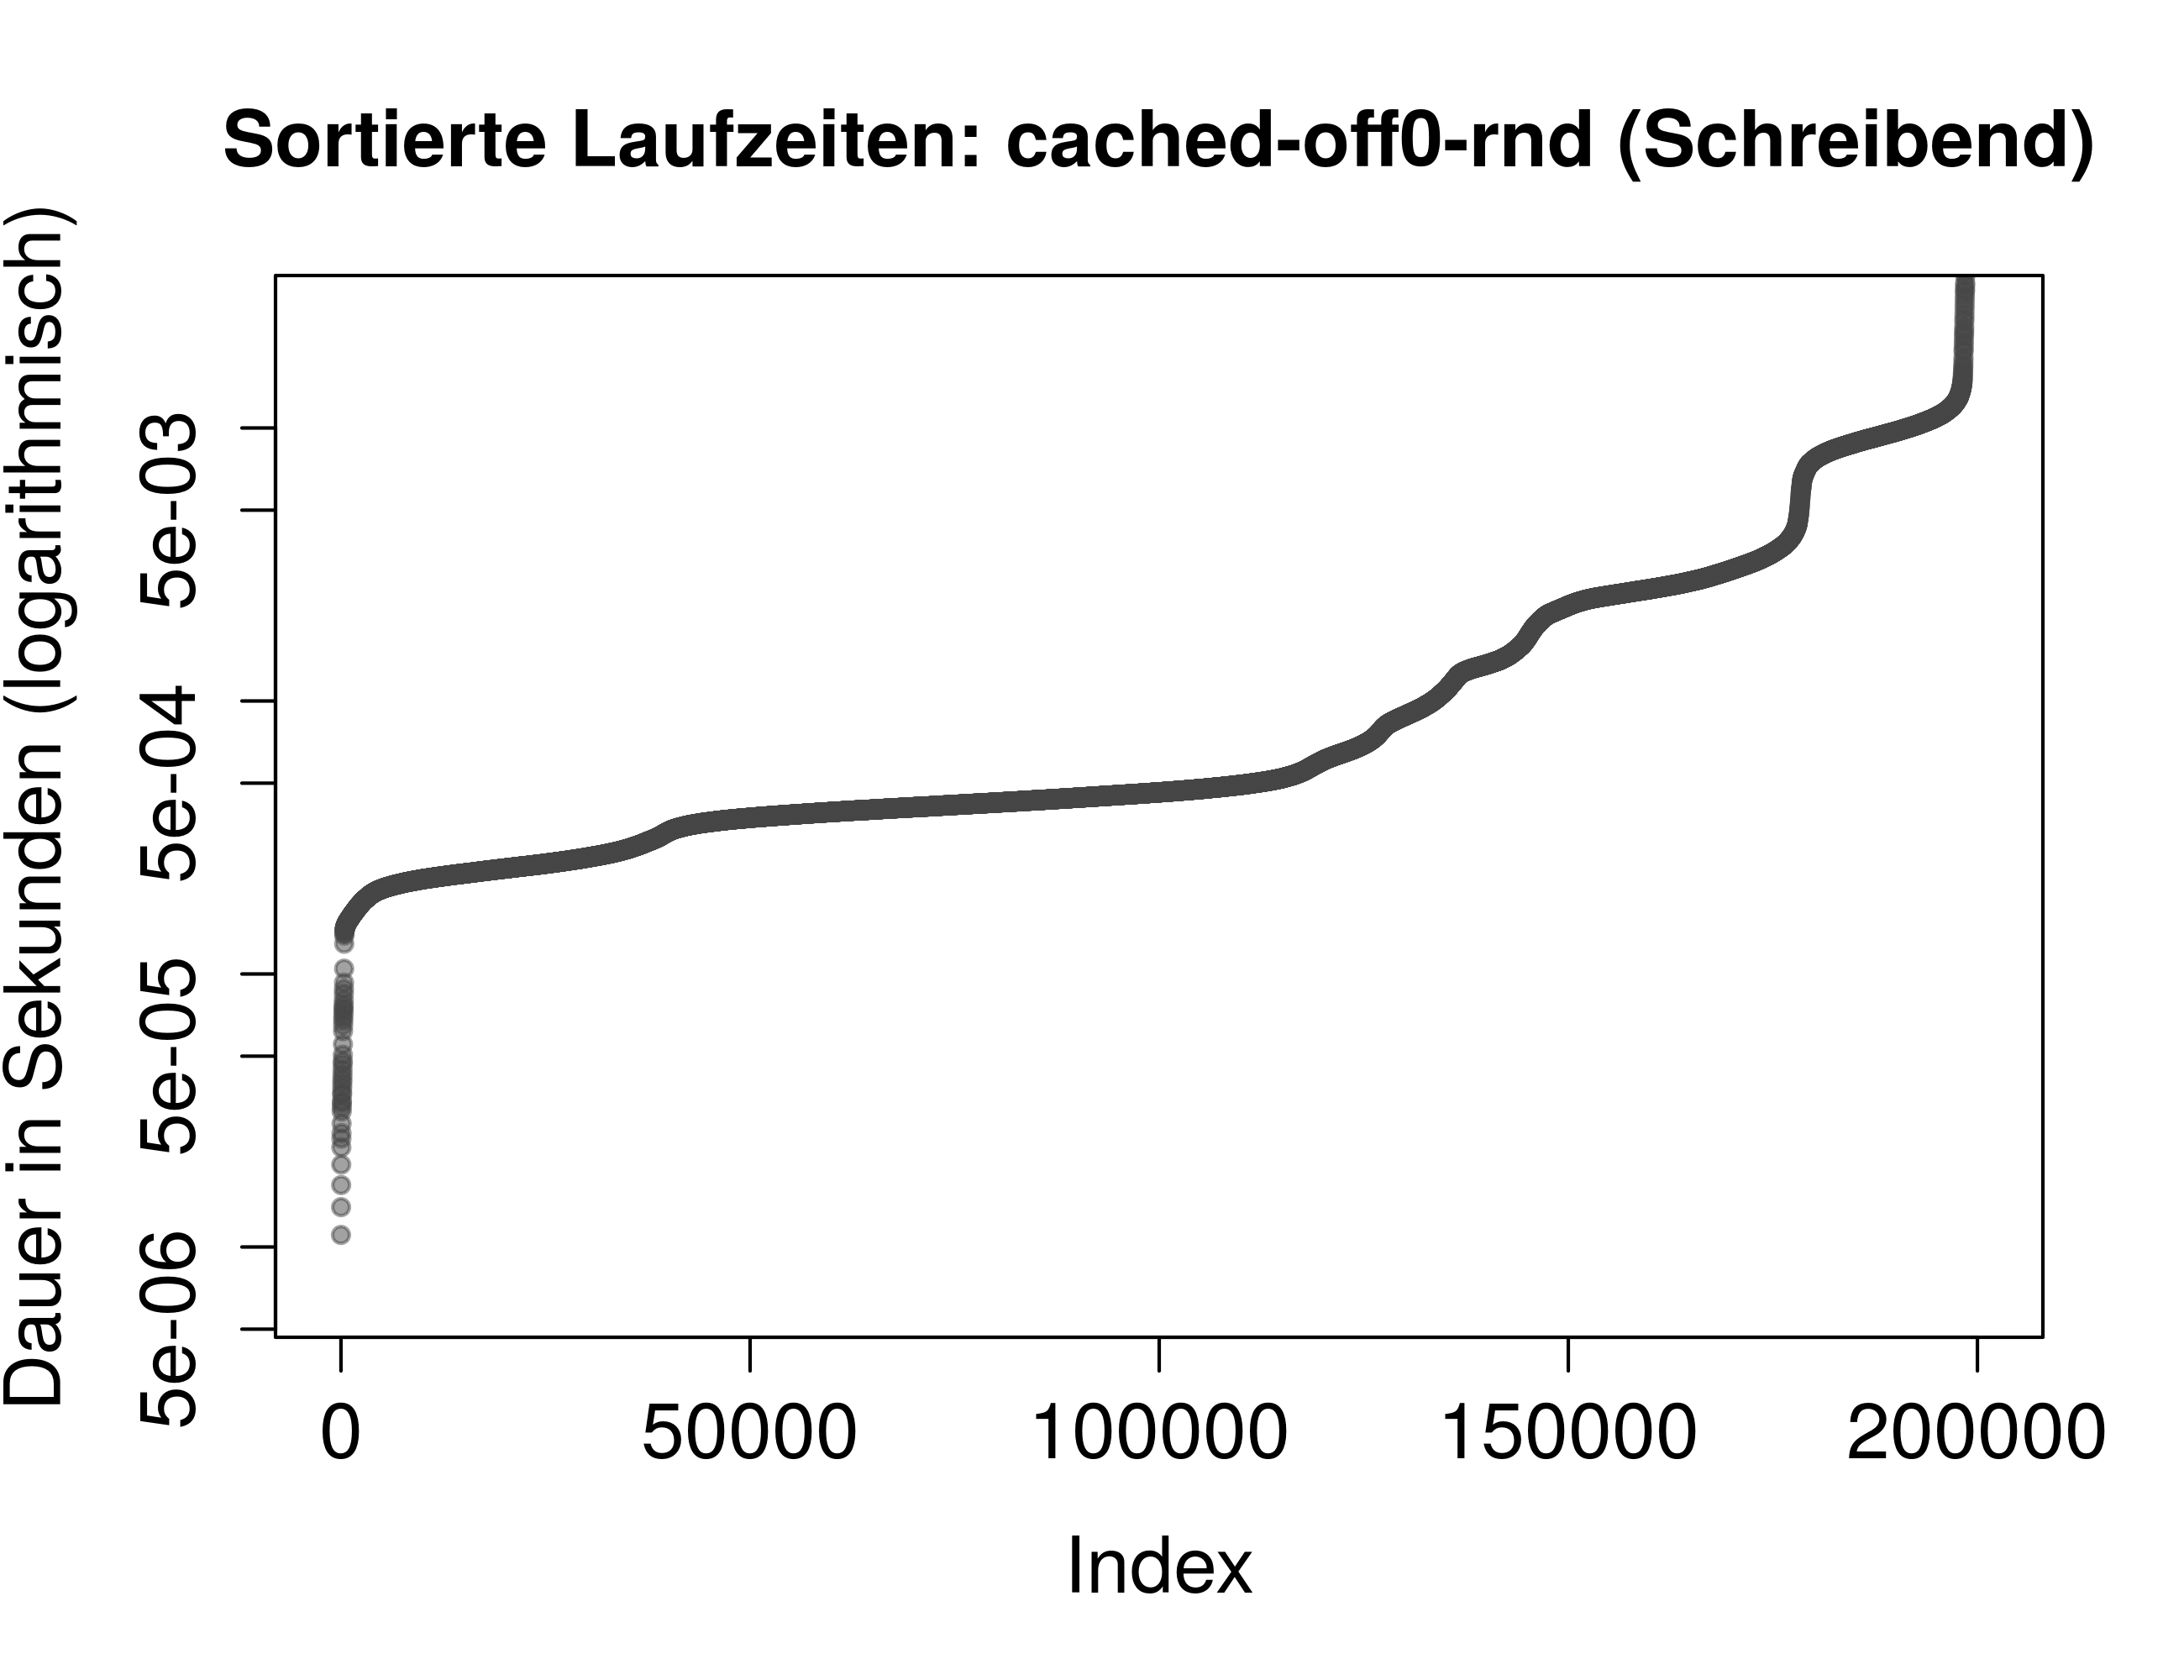 Sortierte Laufzeiten: cached-off0-rnd (Schreibend)
Dauer in Sekunden (logarithmisch)
5e-03
5e-04
5e-05
5e-06
0 50000 100000 150000 200000
Index